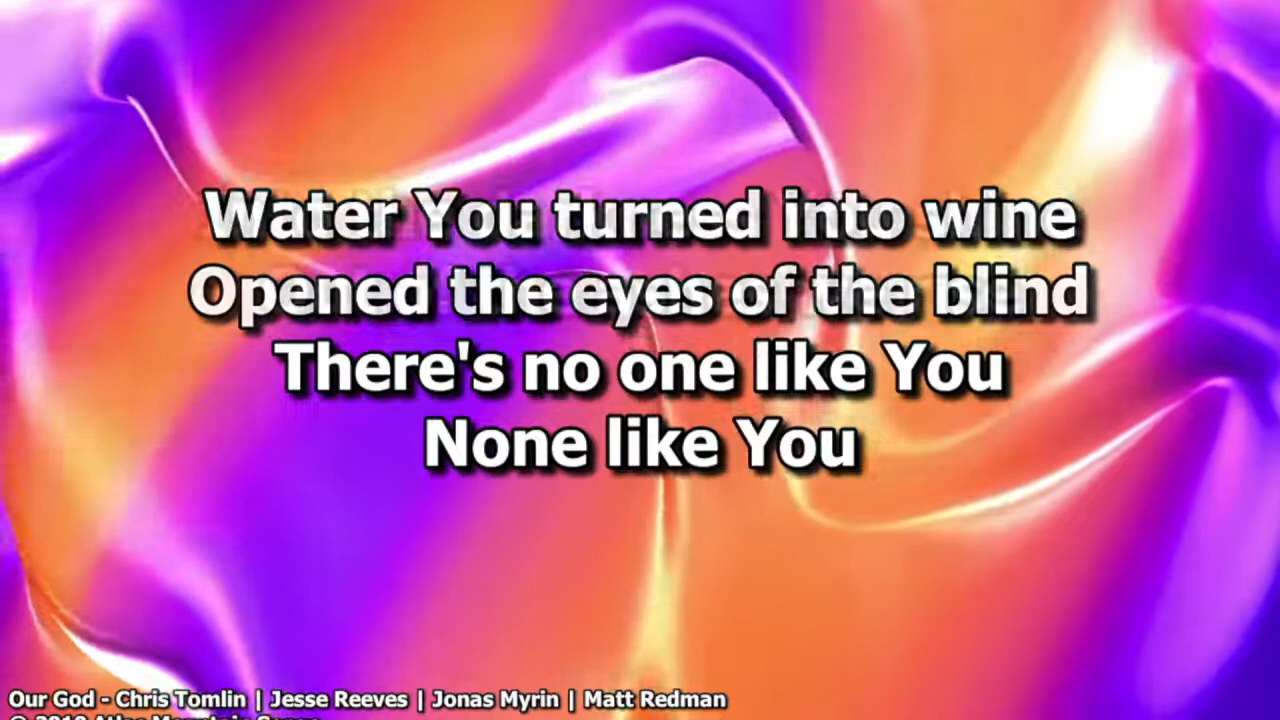 Water You turned into wine
Opened the eyes of the blind
There's no one like You
None like You
Our God - Chris Tomlin | Jesse Reeves | Jonas Myrin | Matt Redman